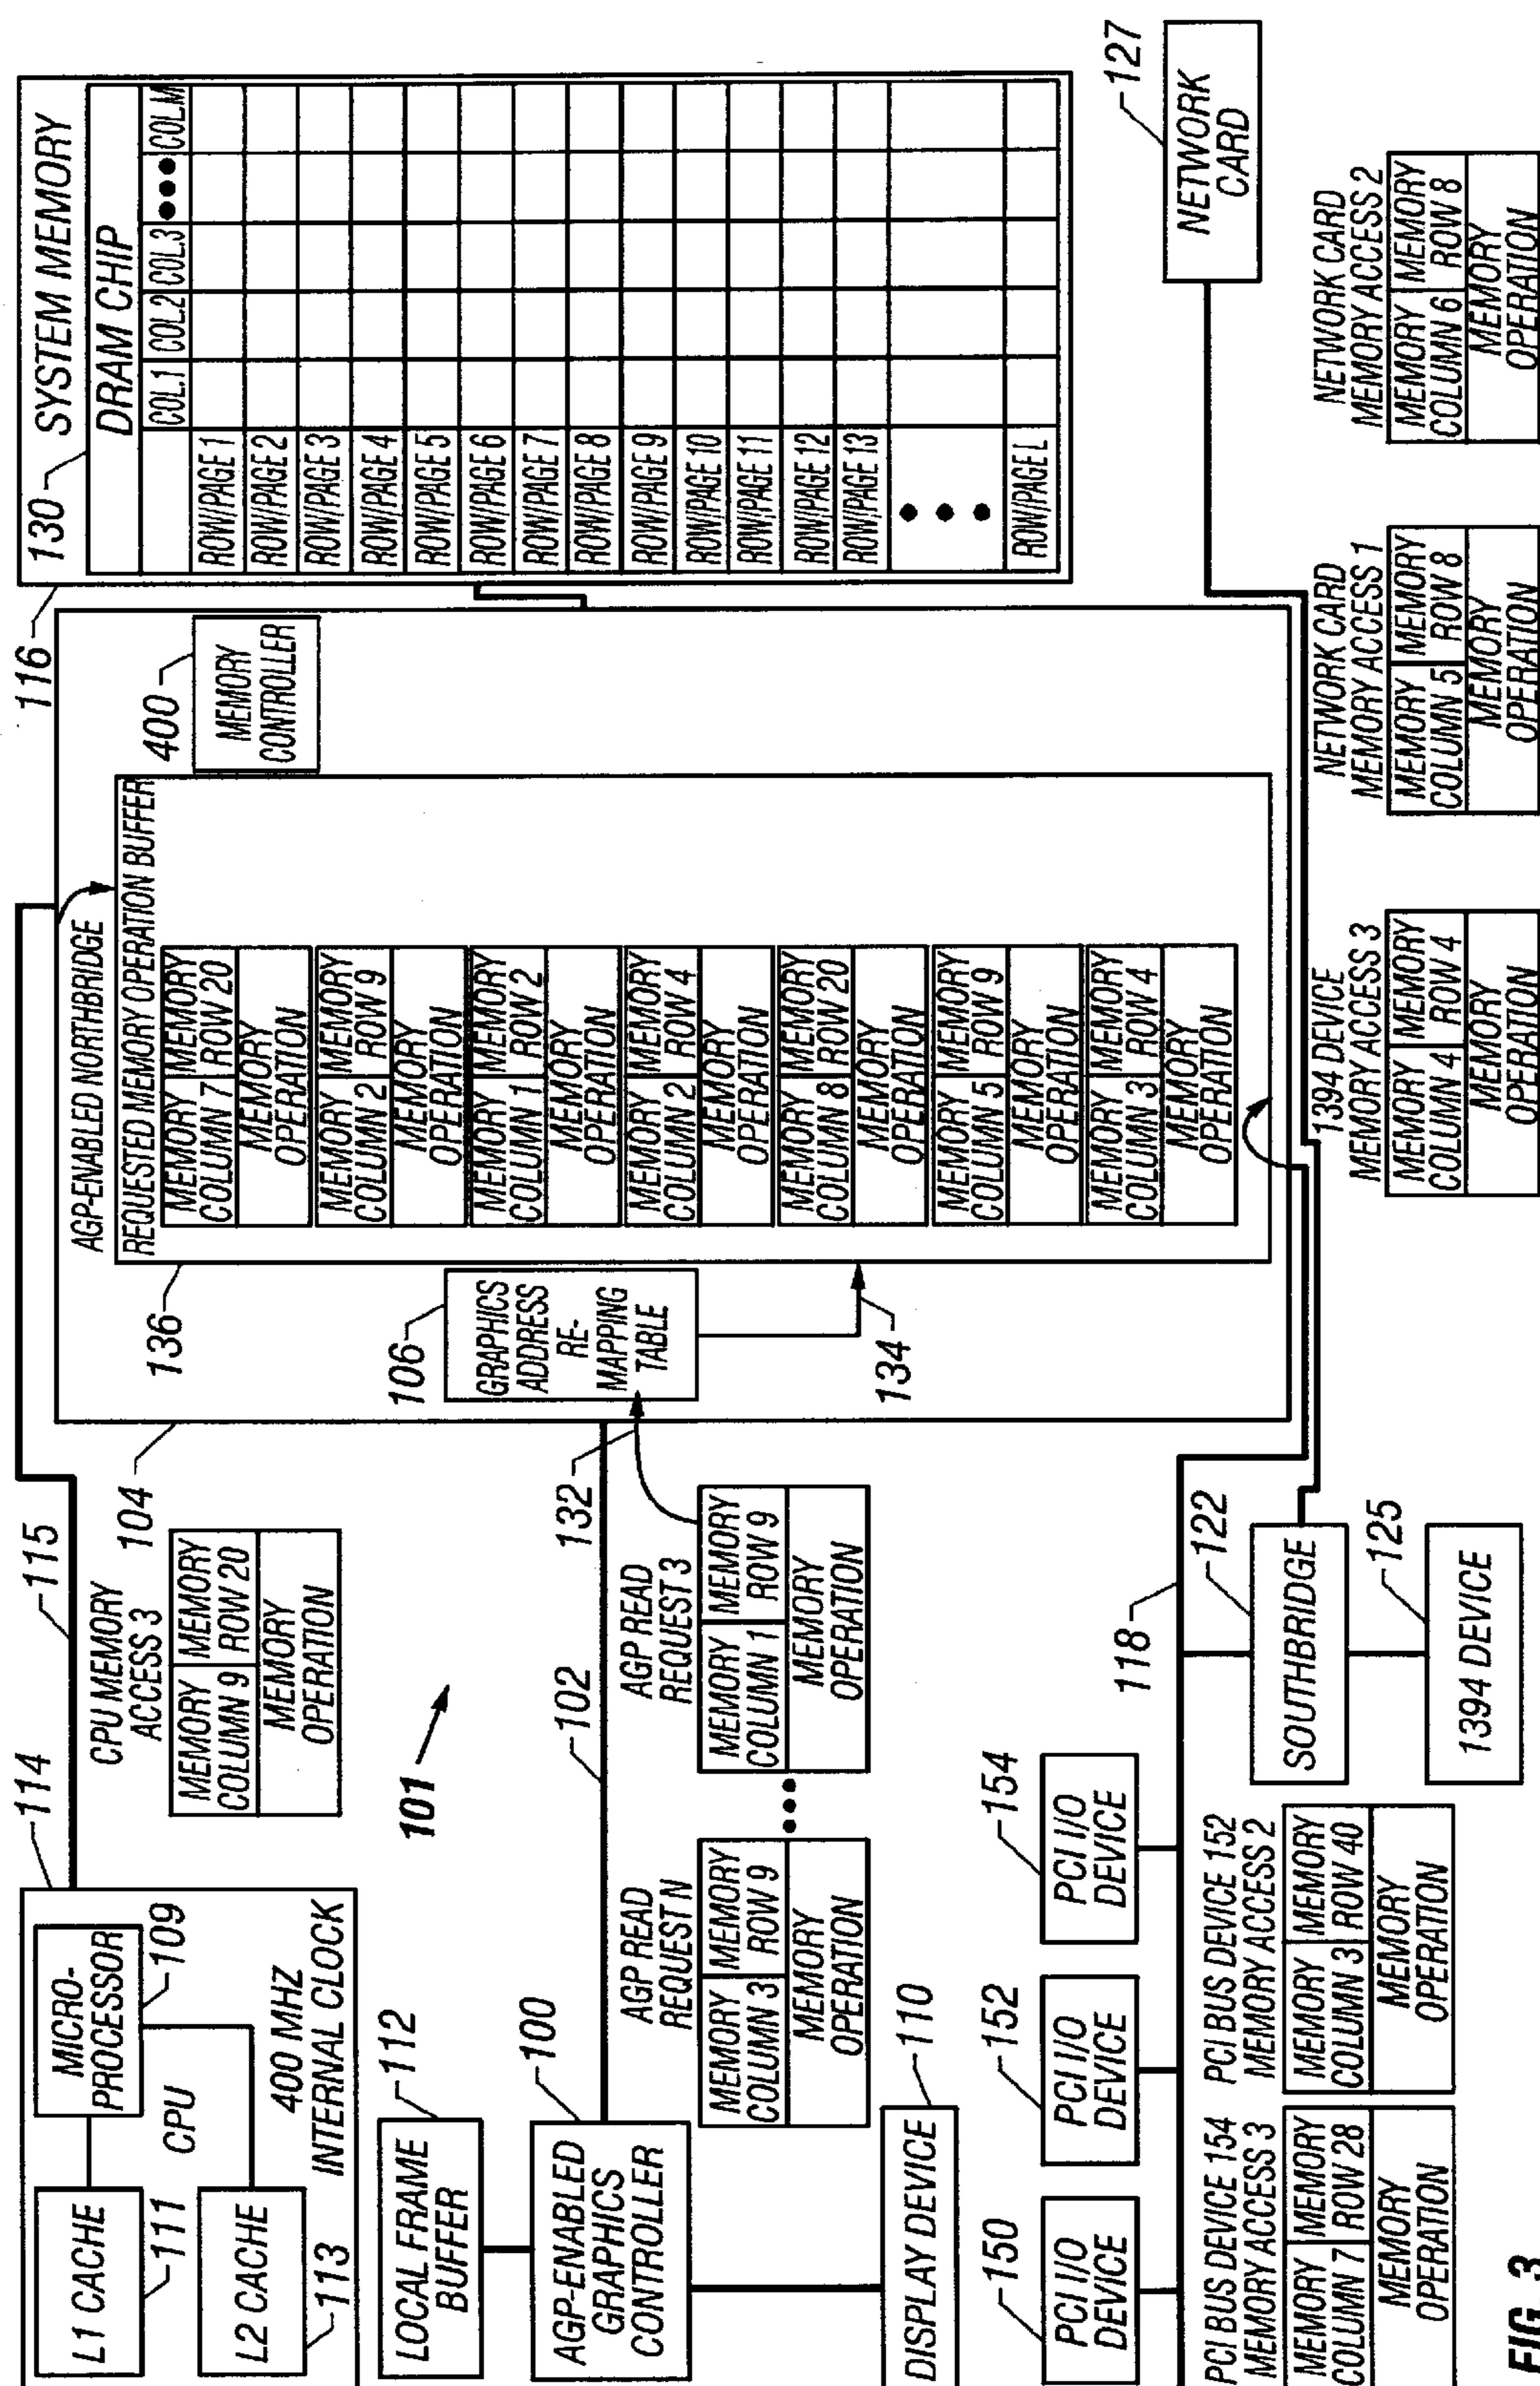 L1 CACHE
111
MICRO-
PROCESSOR
109
CPU
L2 CACHE
113
400 MHZ
INTERNAL CLOCK
114
115
CPU MEMORY
ACCESS 3
MEMORY
COLUMN 9
MEMORY
ROW 20
MEMORY
OPERATION
101
LOCAL FRAME
BUFFER
112
AGP-ENABLED
GRAPHICS
CONTROLLER
100
102
DISPLAY DEVICE
110
AGP READ
REQUEST N
MEMORY
COLUMN 3
MEMORY
ROW 9
MEMORY
OPERATION
•••
AGP READ
REQUEST 3
MEMORY
COLUMN 1
MEMORY
ROW 9
MEMORY
OPERATION
132
104
AGP-ENABLED NORTHBRIDGE
136
REQUESTED MEMORY OPERATION BUFFER
MEMORY
COLUMN 7
MEMORY
ROW 20
MEMORY
OPERATION
MEMORY
COLUMN 2
MEMORY
ROW 9
MEMORY
OPERATION
MEMORY
COLUMN 1
MEMORY
ROW 2
MEMORY
OPERATION
MEMORY
COLUMN 2
MEMORY
ROW 4
MEMORY
OPERATION
MEMORY
COLUMN 8
MEMORY
ROW 20
MEMORY
OPERATION
MEMORY
COLUMN 5
MEMORY
ROW 9
MEMORY
OPERATION
MEMORY
COLUMN 3
MEMORY
ROW 4
MEMORY
OPERATION
106
GRAPHICS
ADDRESS
RE-
MAPPING
TABLE
134
400
MEMORY
CONTROLLER
116
130
SYSTEM MEMORY
DRAM CHIP
COL.1 COL2 COL.3 ••• COL.M
ROW/PAGE 1
ROW/PAGE 2
ROW/PAGE 3
ROW/PAGE 4
ROW/PAGE 5
ROW/PAGE 6
ROW/PAGE 7
ROW/PAGE 8
ROW/PAGE 9
ROW/PAGE 10
ROW/PAGE 11
ROW/PAGE 12
ROW/PAGE 13
•••
ROW/PAGE L
150
PCI I/O
DEVICE
152
PCI I/O
DEVICE
154
PCI I/O
DEVICE
118
SOUTHBRIDGE
122
1394 DEVICE
125
NETWORK
CARD
127
PCI BUS DEVICE 154
MEMORY ACCESS 3
MEMORY
COLUMN 7
MEMORY
ROW 28
MEMORY
OPERATION
PCI BUS DEVICE 152
MEMORY ACCESS 2
MEMORY
COLUMN 3
MEMORY
ROW 40
MEMORY
OPERATION
1394 DEVICE
MEMORY ACCESS 3
MEMORY
COLUMN 4
MEMORY
ROW 4
MEMORY
OPERATION
NETWORK CARD
MEMORY ACCESS 1
MEMORY
COLUMN 5
MEMORY
ROW 8
MEMORY
OPERATION
NETWORK CARD
MEMORY ACCESS 2
MEMORY
COLUMN 6
MEMORY
ROW 8
MEMORY
OPERATION
FIG. 3